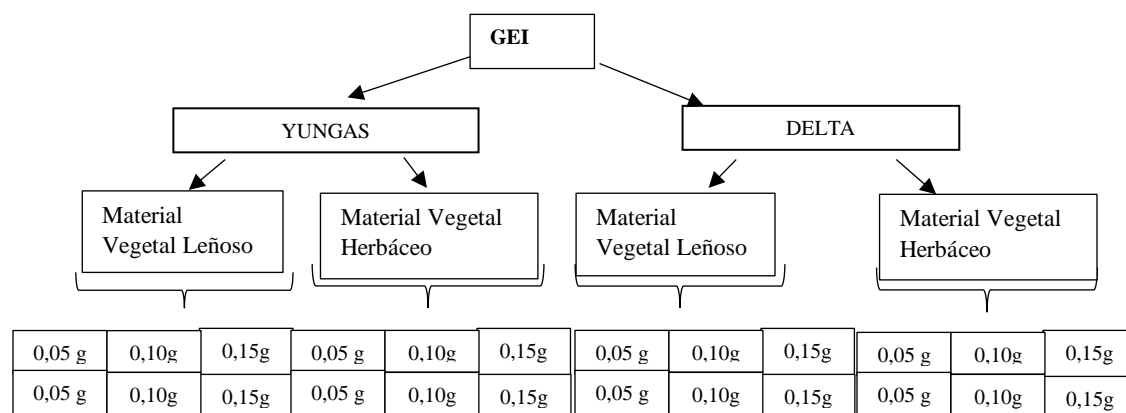 GEI
YUNGAS
DELTA
Material
Vegetal Leñoso
Material Vegetal
Herbáceo
Material
Vegetal Leñoso
Material Vegetal
Herbáceo
0,05 g 0,10g 0,15g 0,05 g 0,10g 0,15g 0,05 g 0,10g 0,15g 0,05 g 0,10g 0,15g
0,05 g 0,10g 0,15g 0,05 g 0,10g 0,15g 0,05 g 0,10g 0,15g 0,05 g 0,10g 0,15g